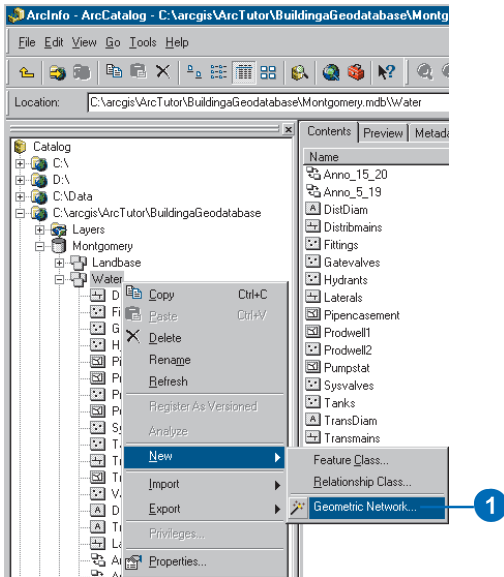 ArcInfo - ArcCatalog - C:\arcgis\ArcTutor\BuildingaGeodatabase\Montg
File Edit View Go Tools Help
Location: C:\arcgis\ArcTutor\BuildingaGeodatabase\Montgomery.mdb\Water
Catalog
C:\
D:\
C:\Data
C:\arcgis\ArcTutor\BuildingaGeodatabase
Layers
Montgomery
Landbase
Water
Copy Ctrl+C
Paste Ctrl+V
Delete
Rename
Refresh
Register As Versioned
Analyze
New
Import
Export
Privileges...
Properties...
Contents Preview Metad
Name
Anno_15_20
Anno_5_19
DistDiam
Distribmains
Fittings
Gatevalves
Hydrants
Laterals
Pipencasement
Prodwell1
Prodwell2
Pumpstat
Sysvalves
Tanks
TransDiam
Transmains
Feature Class...
Relationship Class...
Geometric Network...
1